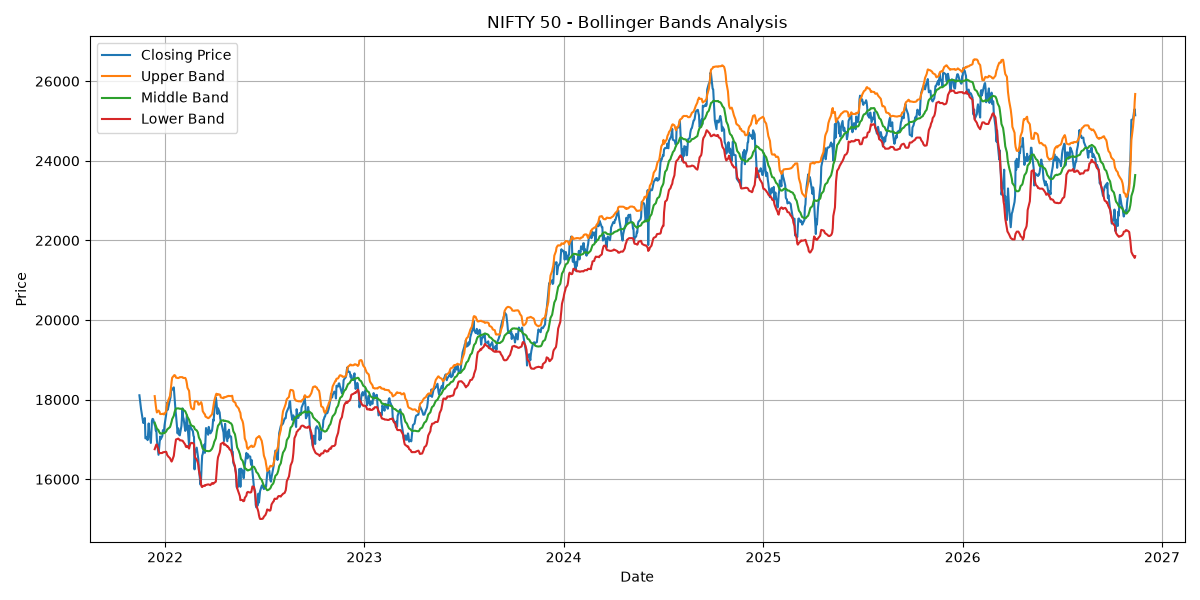 NIFTY 50 - Bollinger Bands Analysis
Closing Price
Upper Band
Middle Band
Lower Band
26000
24000
22000
20000
18000
16000
Price
2022 2023 2024 2025 2026 2027
Date